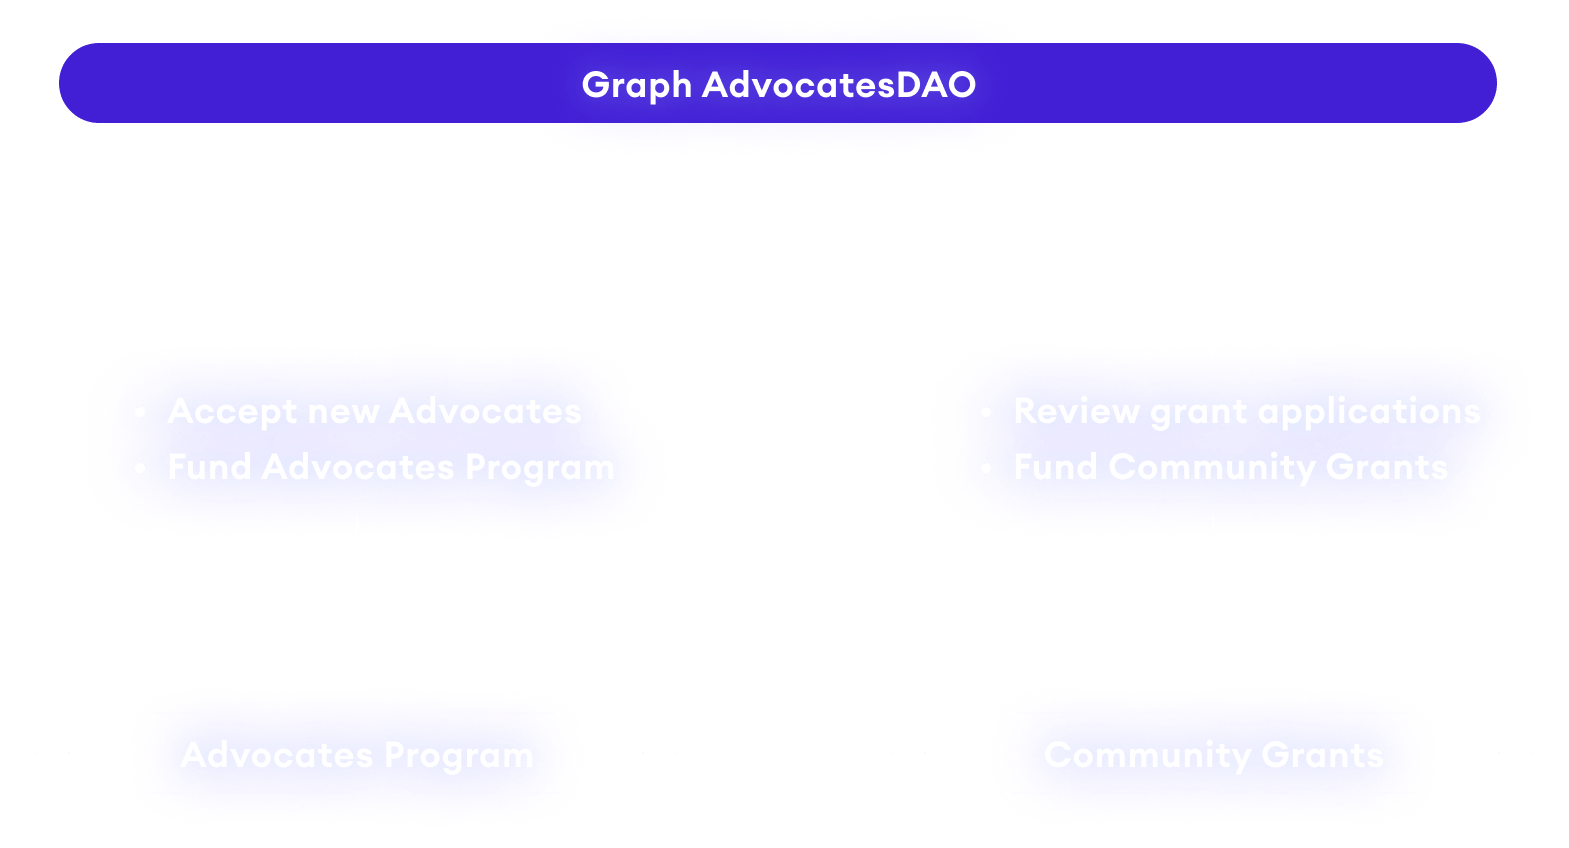 Graph AdvocatesDAO
• Accept new Advocates
• Fund Advocates Program
• Review grant applications
• Fund Community Grants
Advocates Program
Community Grants